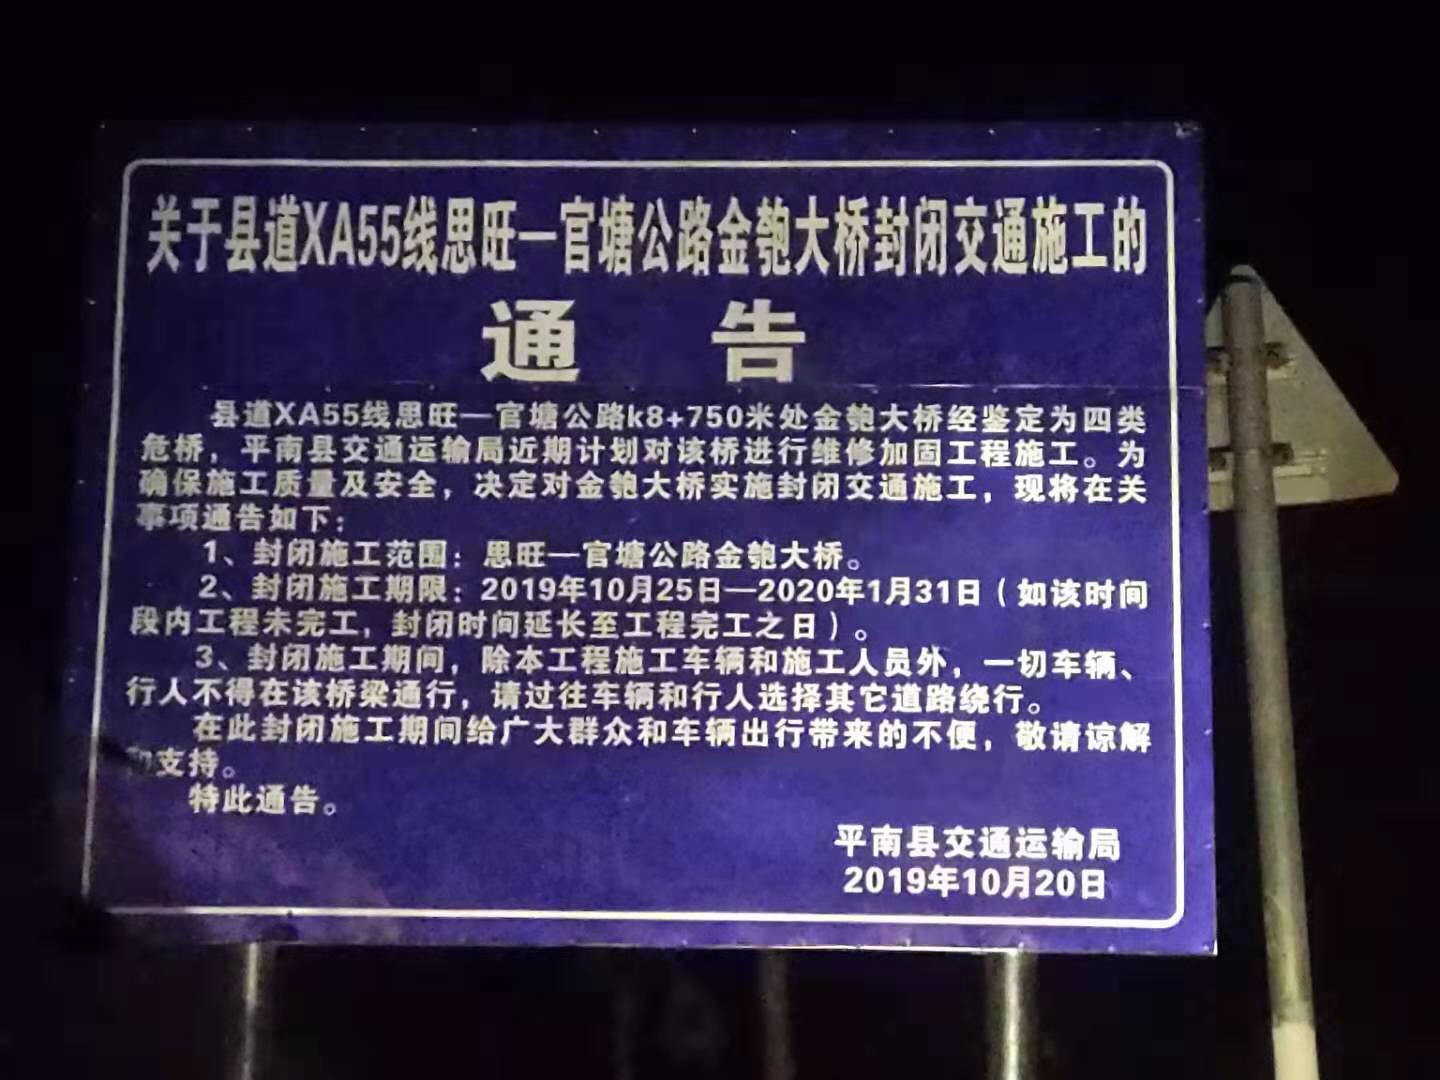 关于县道XA55线思旺—官塘公路金匏大桥封闭交通施工的
通 告
县道XA55线思旺—官塘公路k8+750米处金匏大桥经鉴定为四类
危桥，平南县交通运输局近期计划对该桥进行维修加固工程施工。为
确保施工质量及安全，决定对金匏大桥实施封闭交通施工，现将在关
事项通告如下：
1、封闭施工范围：思旺—官塘公路金匏大桥。
2、封闭施工期限：2019年10月25日—2020年1月31日（如该时间
段内工程未完工，封闭时间延长至工程完工之日）。
3、封闭施工期间，除本工程施工车辆和施工人员外，一切车辆、
行人不得在该桥梁通行，请过往车辆和行人选择其它道路绕行。
在此封闭施工期间给广大群众和车辆出行带来的不便，敬请谅解
和支持。
特此通告。
平南县交通运输局
2019年10月20日